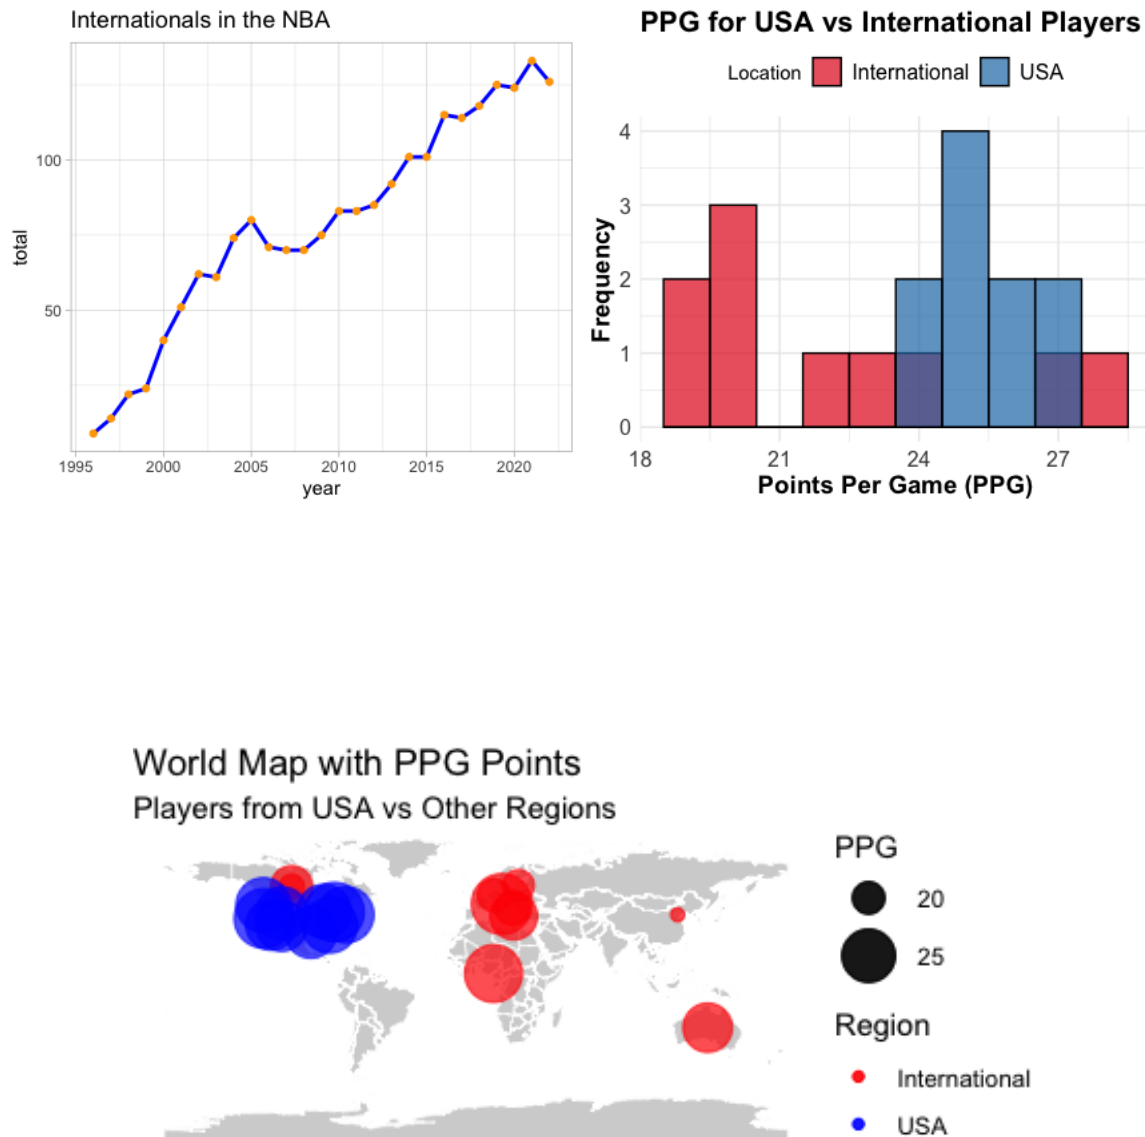 Internationals in the NBA
100
50
total
1995 2000 2005 2010 2015 2020
year
PPG for USA vs International Players
Location International USA
4
3
2
1
0
Frequency
18 21 24 27
Points Per Game (PPG)
World Map with PPG Points
Players from USA vs Other Regions
PPG
20
25
Region
International
USA